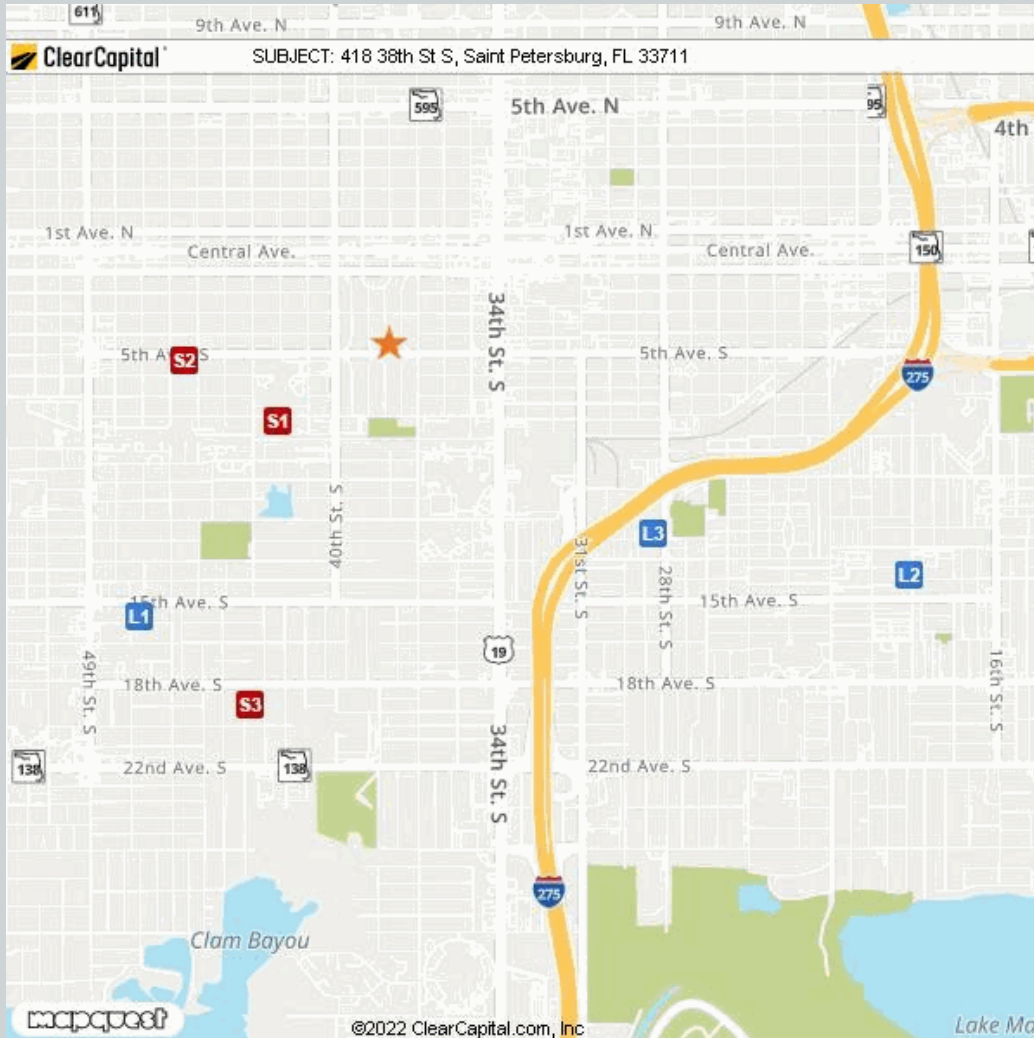 611
9th Ave. N
9th Ave. N
ClearCapital
SUBJECT: 418 38th St S, Saint Petersburg, FL 33711
595
5th Ave. N
95
4th
1st Ave. N
1st Ave. N
Central Ave.
Central Ave.
150
34th St. S
5th A
S
S2
5th Ave. S
275
S1
40th St. S
L3
31st St. S
28th St. S
L2
15th Ave. S
15th Ave. S
L1
19
49th St. S
16th St. S
18th Ave. S
18th Ave. S
S3
34th St. S
138
22nd Ave. S
138
22nd Ave. S
275
Clam Bayou
mapquest
©2022 ClearCapital.com, Inc
Lake Ma